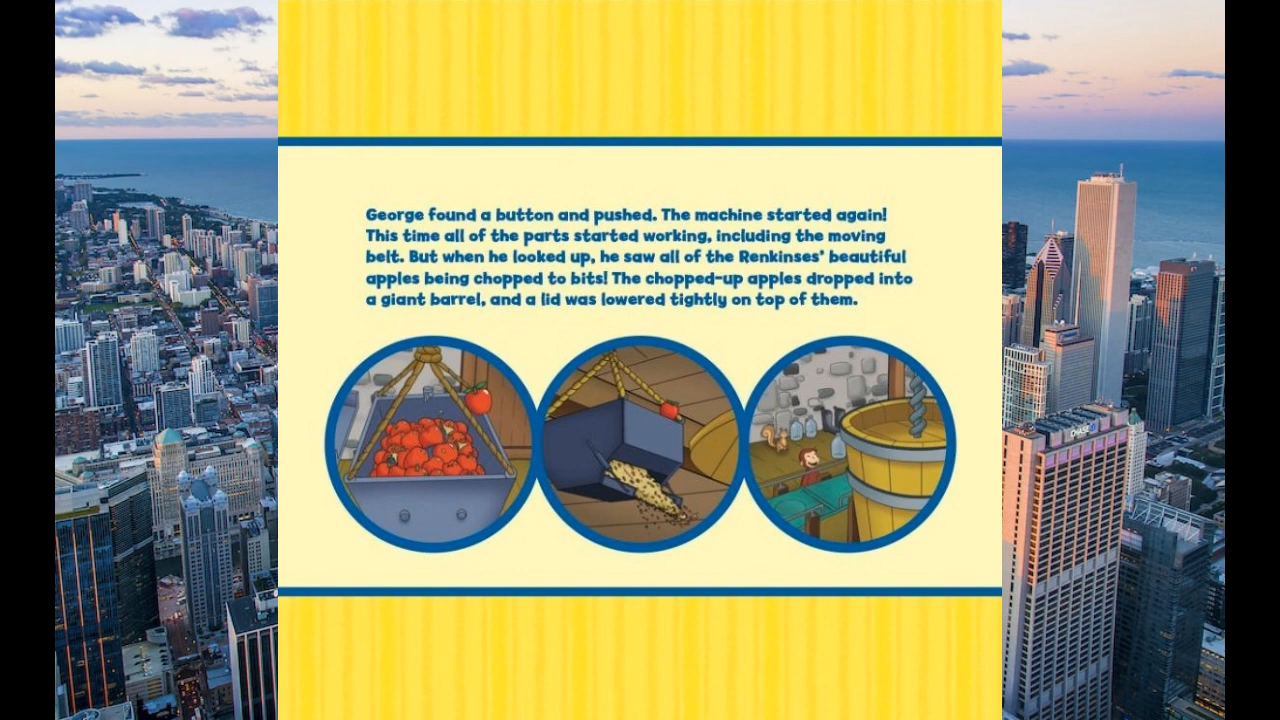 George found a button and pushed. The machine started again!
This time all of the parts started working, including the moving
belt. But when he looked up, he saw all of the Renkinses' beautiful
apples being chopped to bits! The chopped-up apples dropped into
a giant barrel, and a lid was lowered tightly on top of them.
CHASE